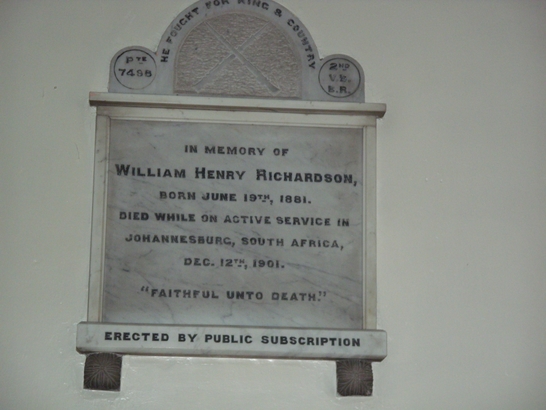 HE FOUGHT FOR KING & COUNTRY
PTE
7498
2ND
V.B.
S.R.
IN MEMORY OF
WILLIAM HENRY RICHARDSON,
BORN JUNE 19TH, 1881.
DIED WHILE ON ACTIVE SERVICE IN
JOHANNESBURG, SOUTH AFRICA,
DEC. 12TH, 1901.
"FAITHFUL UNTO DEATH."
ERECTED BY PUBLIC SUBSCRIPTION